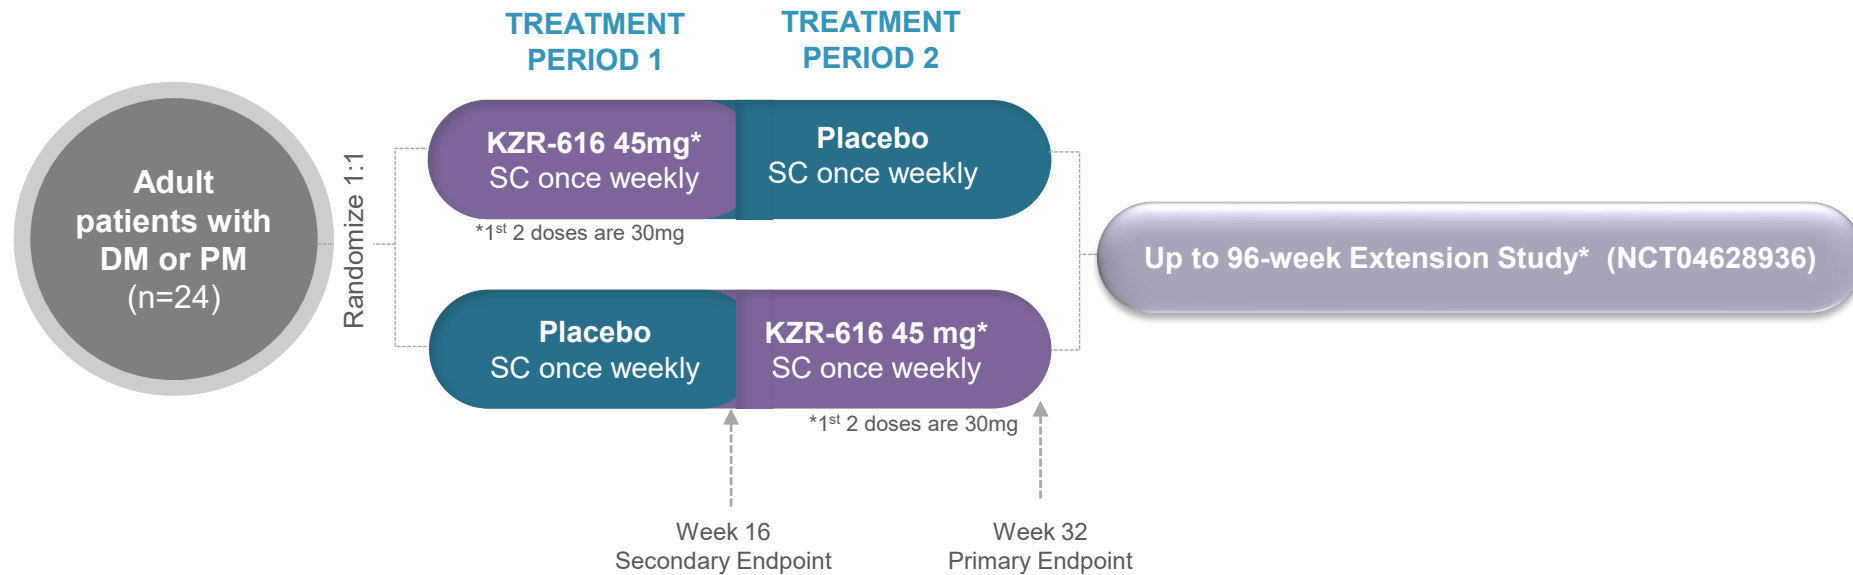 TREATMENT
PERIOD 1
TREATMENT
PERIOD 2
Adult
patients with
DM or PM
(n=24)
Randomize 1:1
KZR-616 45mg*
SC once weekly
*1st 2 doses are 30mg
Placebo
SC once weekly
Placebo
SC once weekly
KZR-616 45 mg*
SC once weekly
*1st 2 doses are 30mg
Week 16
Secondary Endpoint
Week 32
Primary Endpoint
Up to 96-week Extension Study* (NCT04628936)